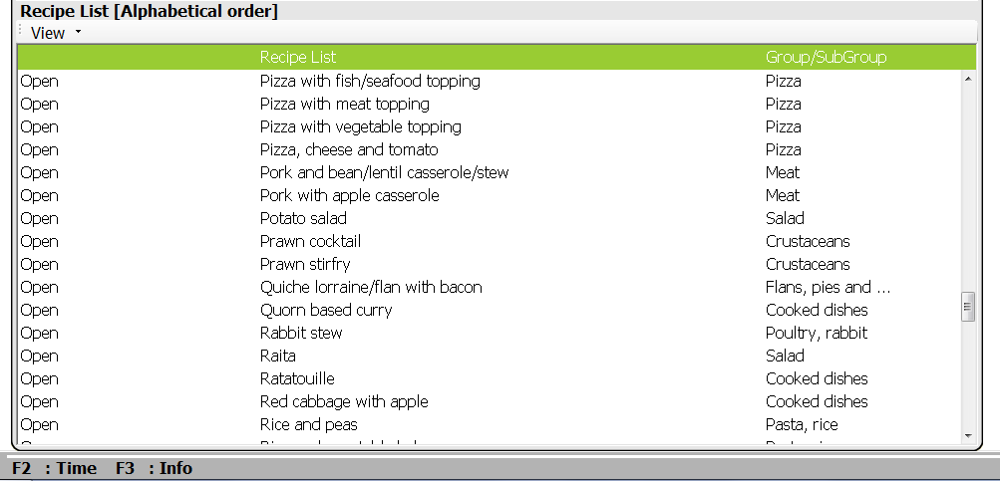 Recipe List [Alphabetical order]
View
Recipe List Group/SubGroup
Open Pizza with fish/seafood topping Pizza
Open Pizza with meat topping Pizza
Open Pizza with vegetable topping Pizza
Open Pizza, cheese and tomato Pizza
Open Pork and bean/lentil casserole/stew Meat
Open Pork with apple casserole Meat
Open Potato salad Salad
Open Prawn cocktail Crustaceans
Open Prawn stirfry Crustaceans
Open Quiche lorraine/flan with bacon Flans, pies and ...
Open Quorn based curry Cooked dishes
Open Rabbit stew Poultry, rabbit
Open Raita Salad
Open Ratatouille Cooked dishes
Open Red cabbage with apple Cooked dishes
Open Rice and peas Pasta, rice
F2 : Time F3 : Info